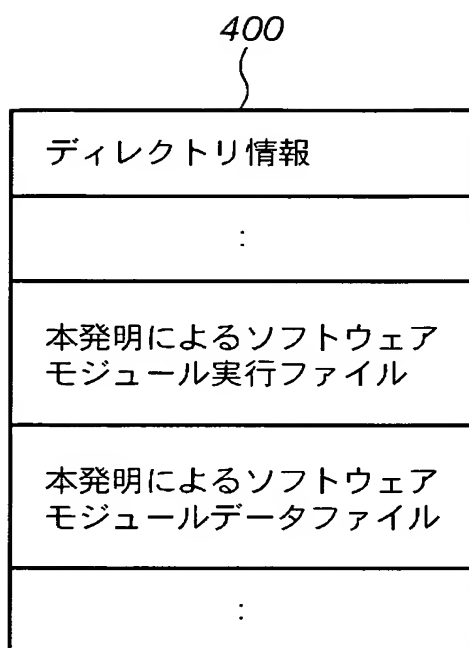 400
ディレクトリ情報
:
本発明によるソフトウェア
モジュール実行ファイル
本発明によるソフトウェア
モジュールデータファイル
: